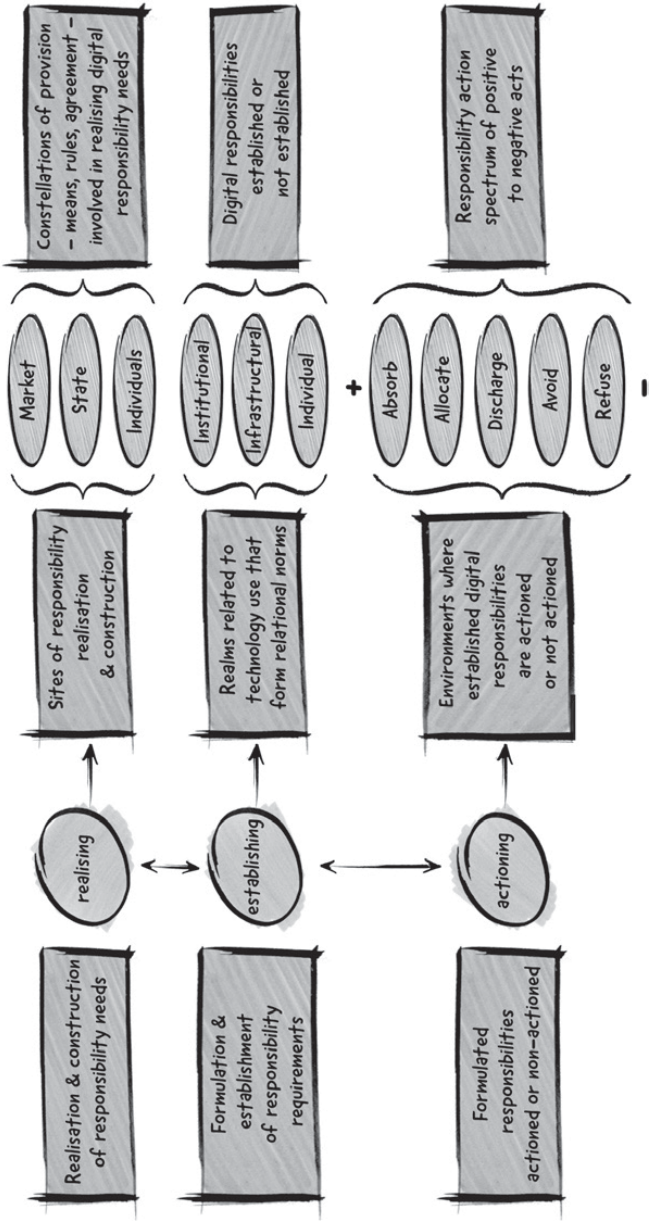 Realisation & construction
of responsibility needs
realising
Sites of responsibility
realisation
& construction
Market
State
Individuals
Constellations of provision
– means, rules, agreement –
involved in realising digital
responsibility needs
Formulation &
establishment
of responsibility
requirements
establishing
Realms related to
technology use that
form relational norms
Institutional
Infrastructural
Individual
Digital responsibilities
established or
not established
Formulated
responsibilities
actioned or non-actioned
actioning
Environments where
established digital
responsibilities
are actioned
or not actioned
+
Absorb
Allocate
Discharge
Avoid
Refuse
-
Responsibility action
spectrum of positive
to negative acts